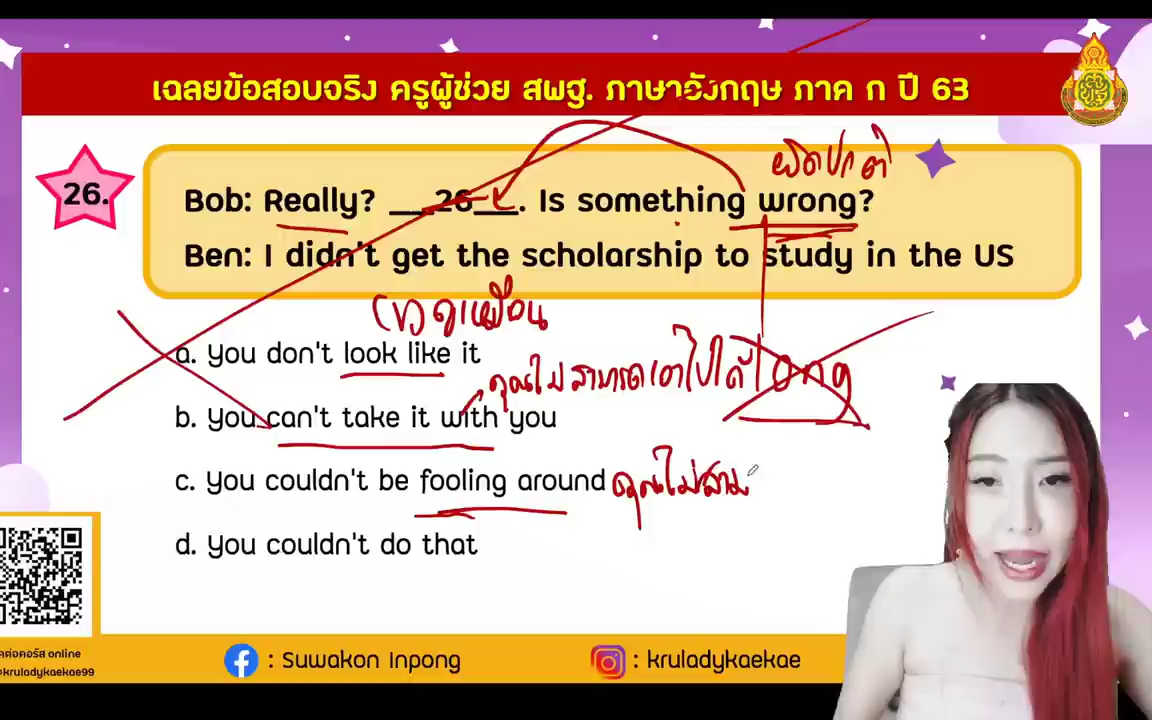 เฉลยข้อสอบจริง ครูผู้ช่วย สพฐ. ภาษาอังกฤษ ภาค ก ปี 63
ผิดปกติ
26.
Bob: Really? __26__. Is something wrong?
Ben: I didn't get the scholarship to study in the US
(v) ดูเหมือน
a. You don't look like it
คุณไม่สามารถเอาไปได้
b. You can't take it with you
c. You couldn't be fooling around คุณไม่สาม
d. You couldn't do that
: Suwakon Inpong
: kruladykaekae
online
kruladykaekae99